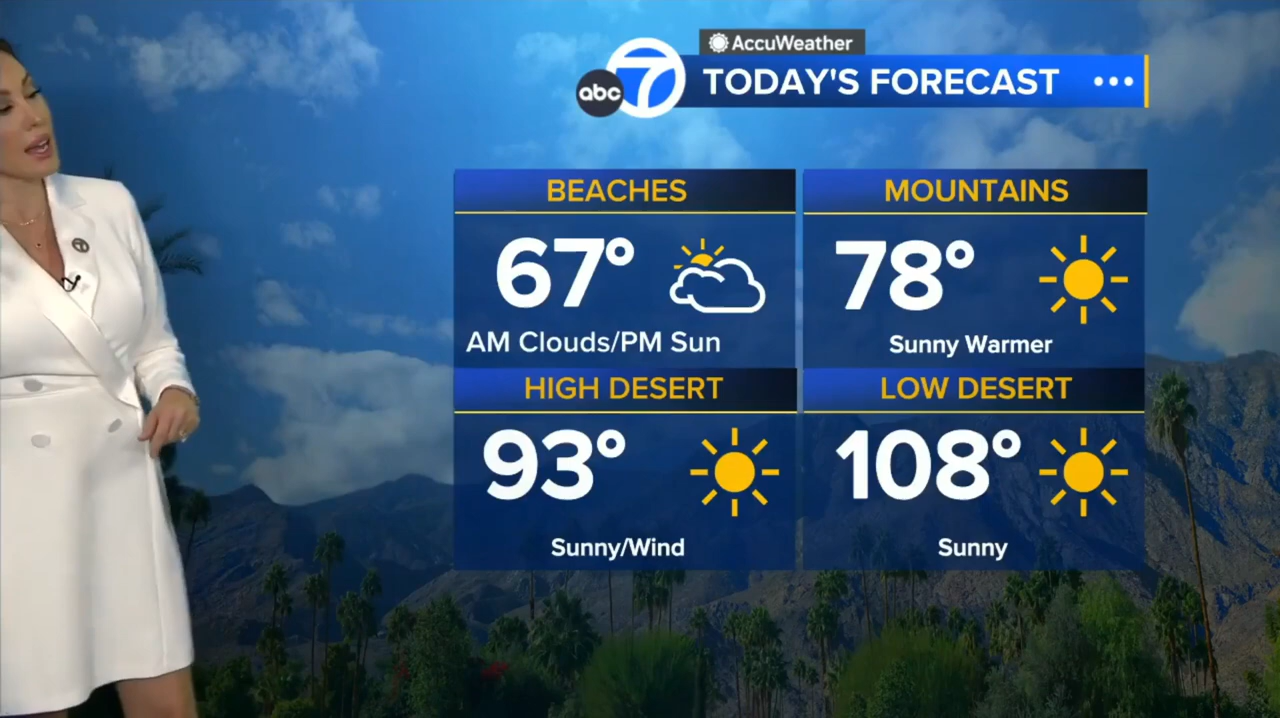 AccuWeather
abc 7 TODAY'S FORECAST
BEACHES
67°
AM Clouds/PM Sun
MOUNTAINS
78°
Sunny Warmer
HIGH DESERT
93°
Sunny/Wind
LOW DESERT
108°
Sunny